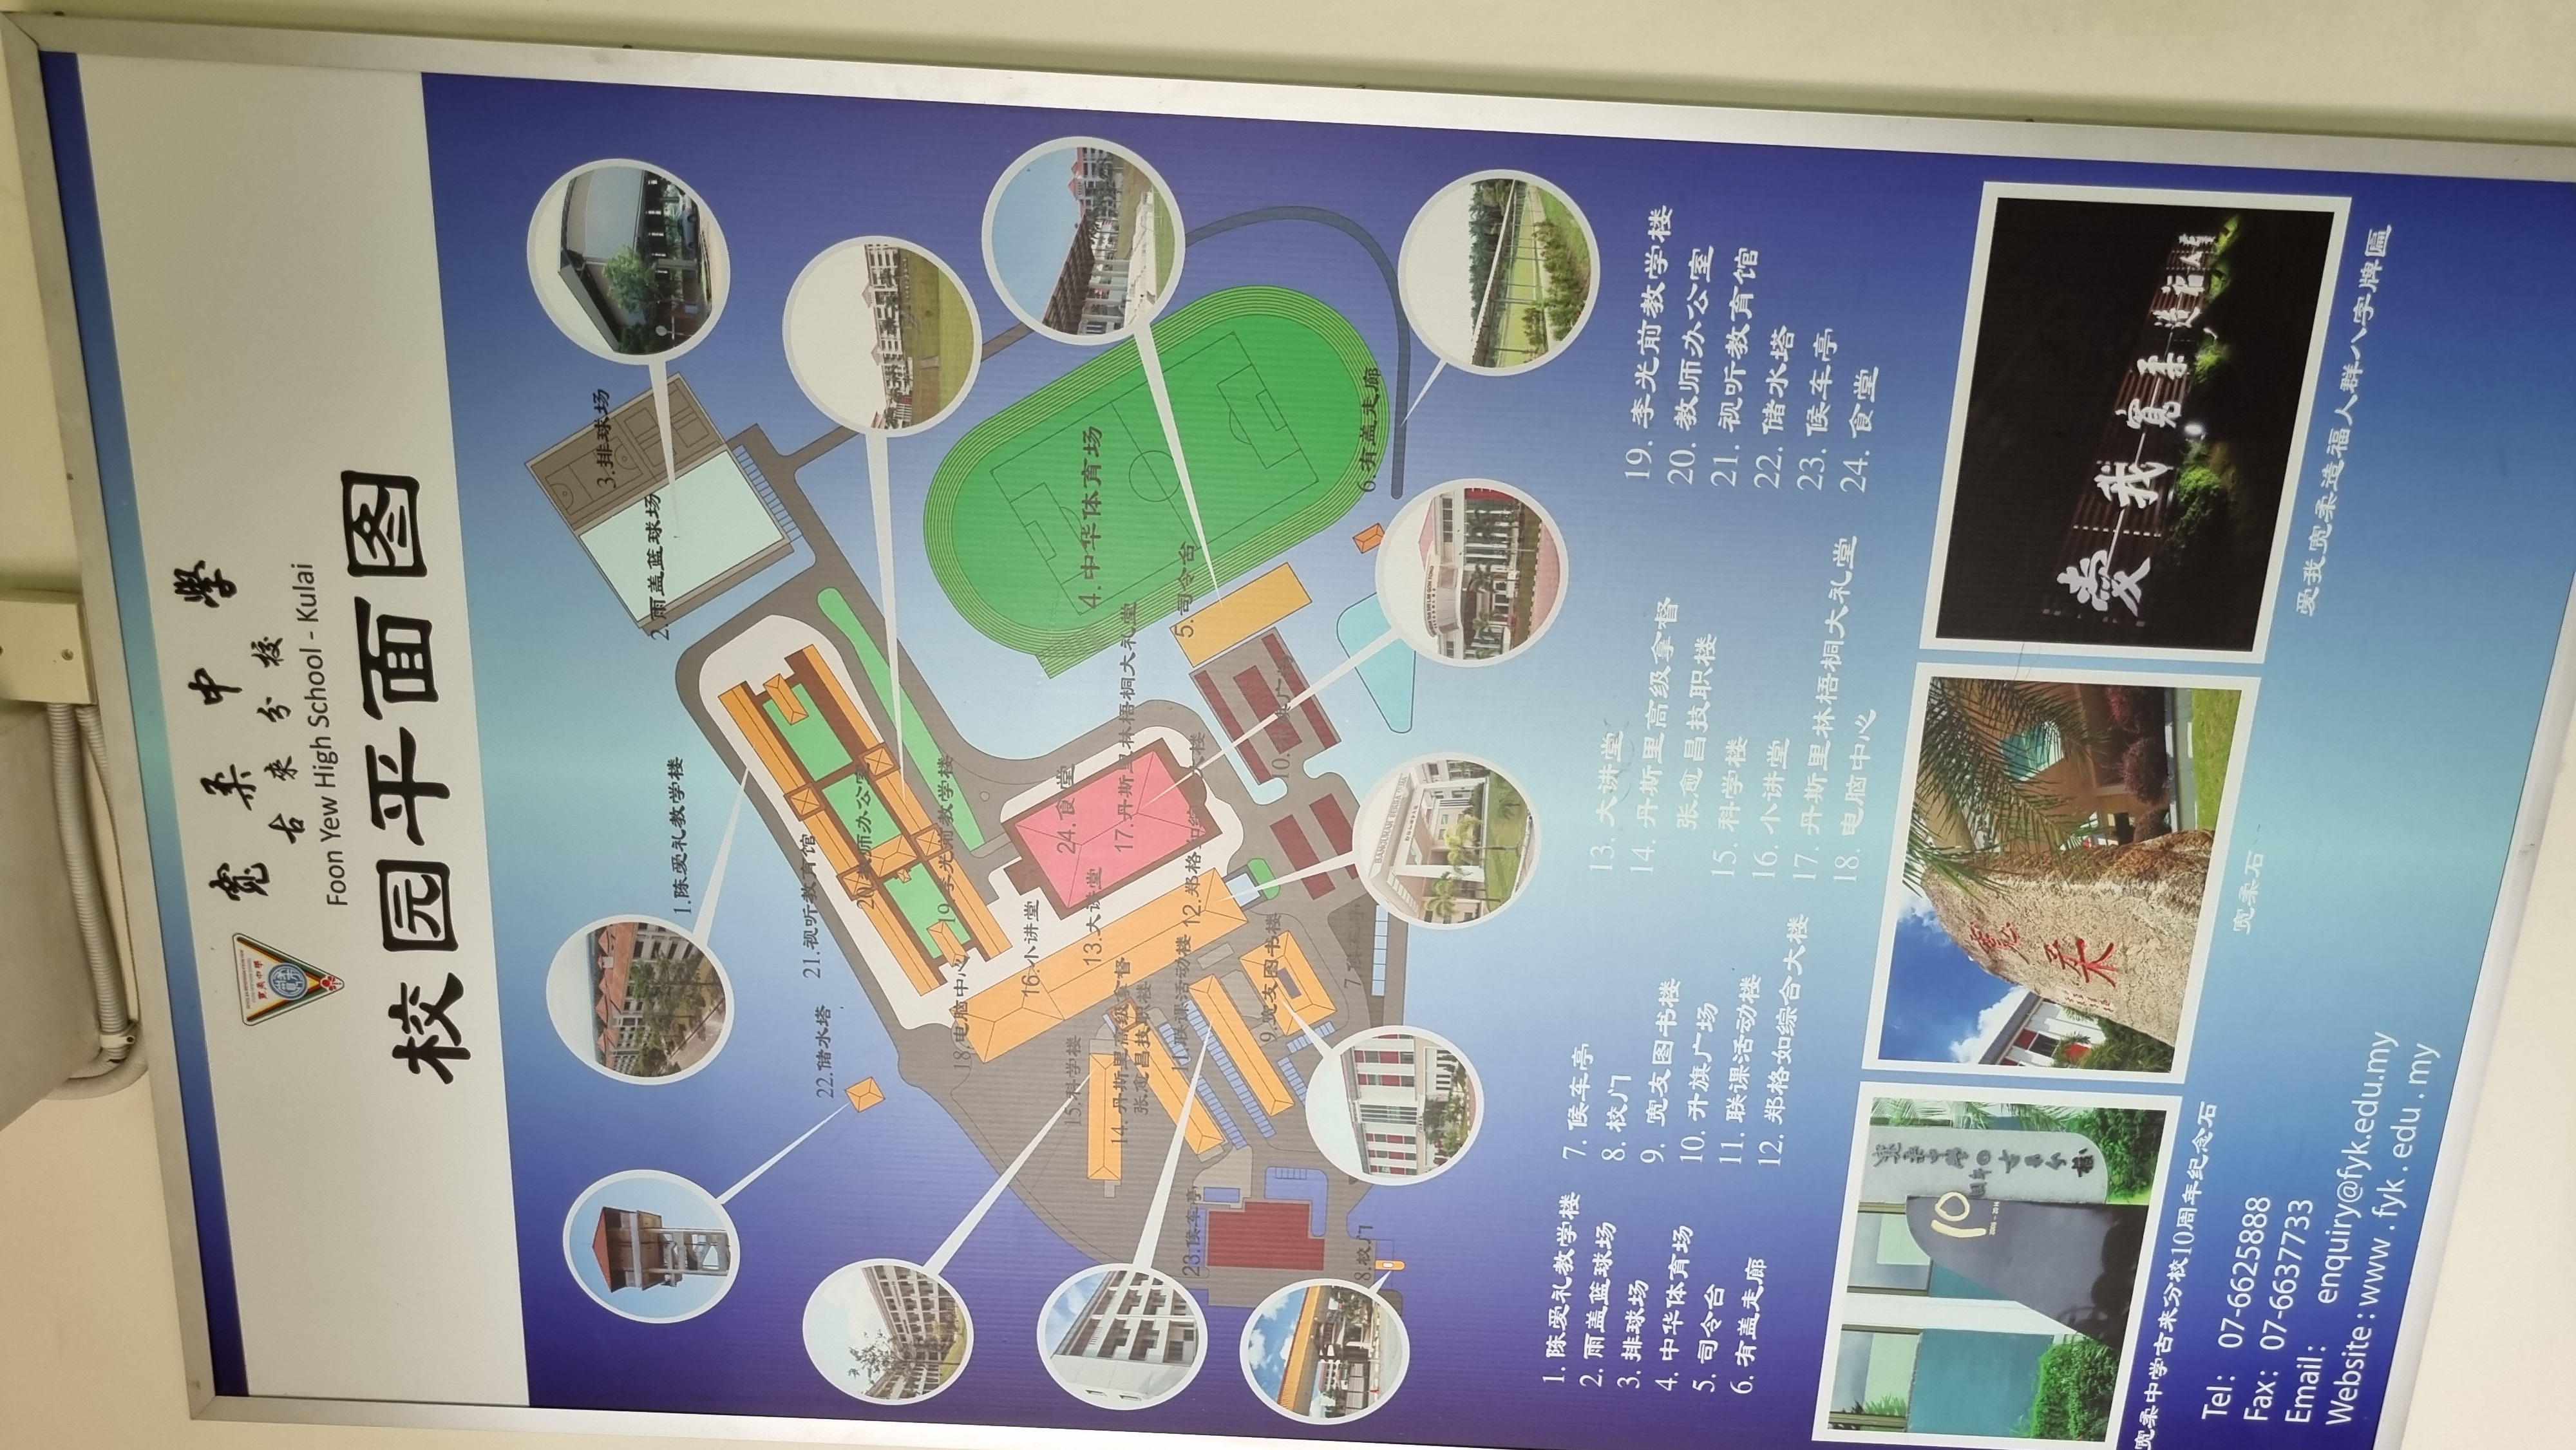 寬柔中學
古來分校
Foon Yew High School - Kulai
校园平面图
3.排球场
2.雨盖蓝球场
1.陈爱礼教学楼
21.视听教育馆
22.储水塔
20.教师办公室
19.李光前教学楼
18.电脑中心
16.小讲堂
24.食堂
15.科学楼
13.大讲堂
4.中华体育场
14.丹斯里高级拿督
张愈昌技职楼
17.丹斯里林梧桐大礼堂
11.联课活动楼
12.郑格如综合大楼
5.司令台
23.候车亭
9.宽友图书楼
10.升旗广场
7.候车亭
8.校门
6.有盖走廊
1. 陈爱礼教学楼
2. 雨盖蓝球场
3. 排球场
4. 中华体育场
5. 司令台
6. 有盖走廊
7. 候车亭
8. 校门
9. 宽友图书楼
10. 升旗广场
11. 联课活动楼
12. 郑格如综合大楼
13. 大讲堂
14. 丹斯里高级拿督
张愈昌技职楼
15. 科学楼
16. 小讲堂
17. 丹斯里林梧桐大礼堂
18. 电脑中心
19. 李光前教学楼
20. 教师办公室
21. 视听教育馆
22. 储水塔
23. 候车亭
24. 食堂
10
周年
寬柔中學
古來分校
寬柔
愛我寬柔造福人群
宽柔中学古来分校10周年纪念石
宽柔石
爱我宽柔造福人群八字牌匾
Tel: 07-6625888
Fax: 07-6637733
Email: enquiry@fyk.edu.my
Website : www . fyk . edu . my